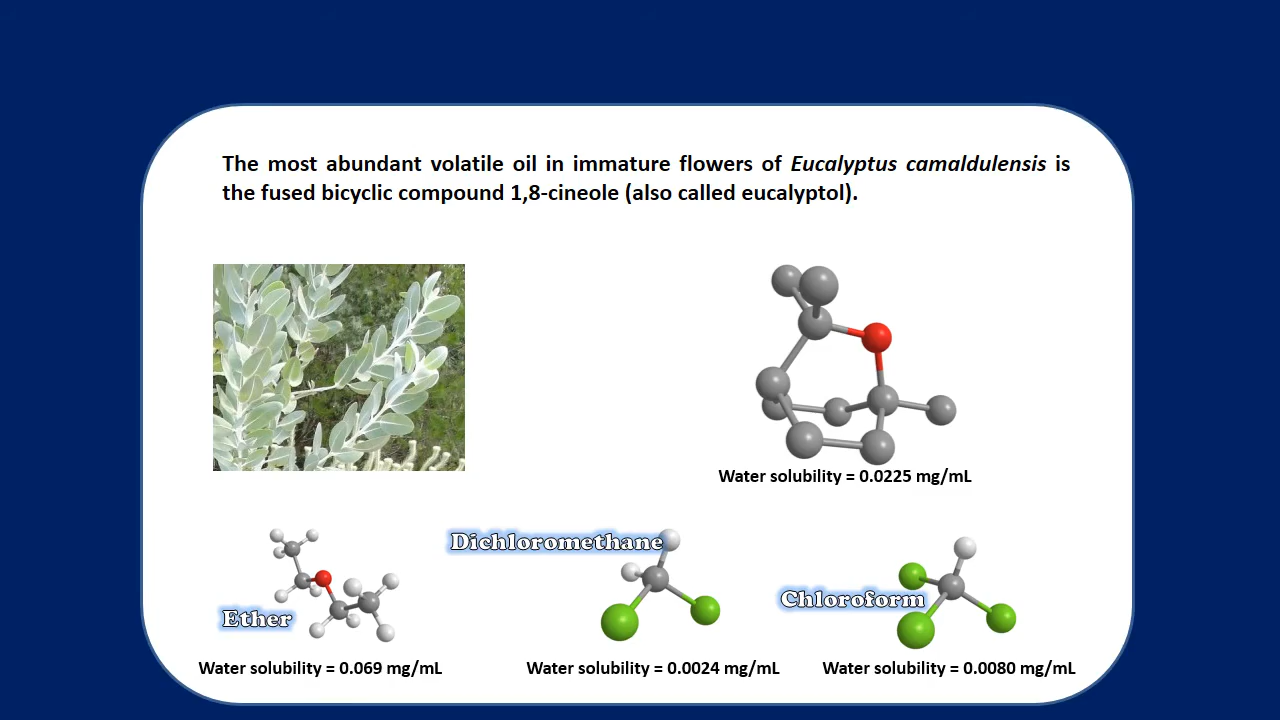 The most abundant volatile oil in immature flowers of Eucalyptus camaldulensis is
the fused bicyclic compound 1,8-cineole (also called eucalyptol).
Water solubility = 0.0225 mg/mL
Dichloromethane
Chloroform
Ether
Water solubility = 0.069 mg/mL
Water solubility = 0.0024 mg/mL
Water solubility = 0.0080 mg/mL